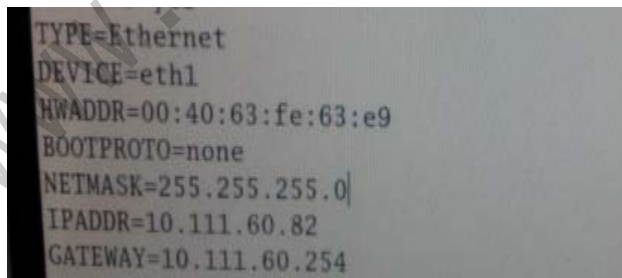 TYPE=Ethernet
DEVICE=eth1
HWADDR=00:40:63:fe:63:e9
BOOTPROTO=none
NETMASK=255.255.255.0
IPADDR=10.111.60.82
GATEWAY=10.111.60.254